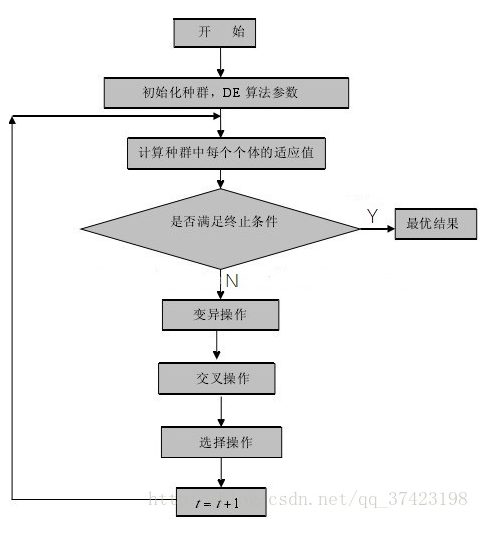 开 始
初始化种群，DE 算法参数
计算种群中每个个体的适应值
是否满足终止条件
Y
最优结果
N
变异操作
交叉操作
选择操作
t = t + 1
csdn.net/qq_37423198